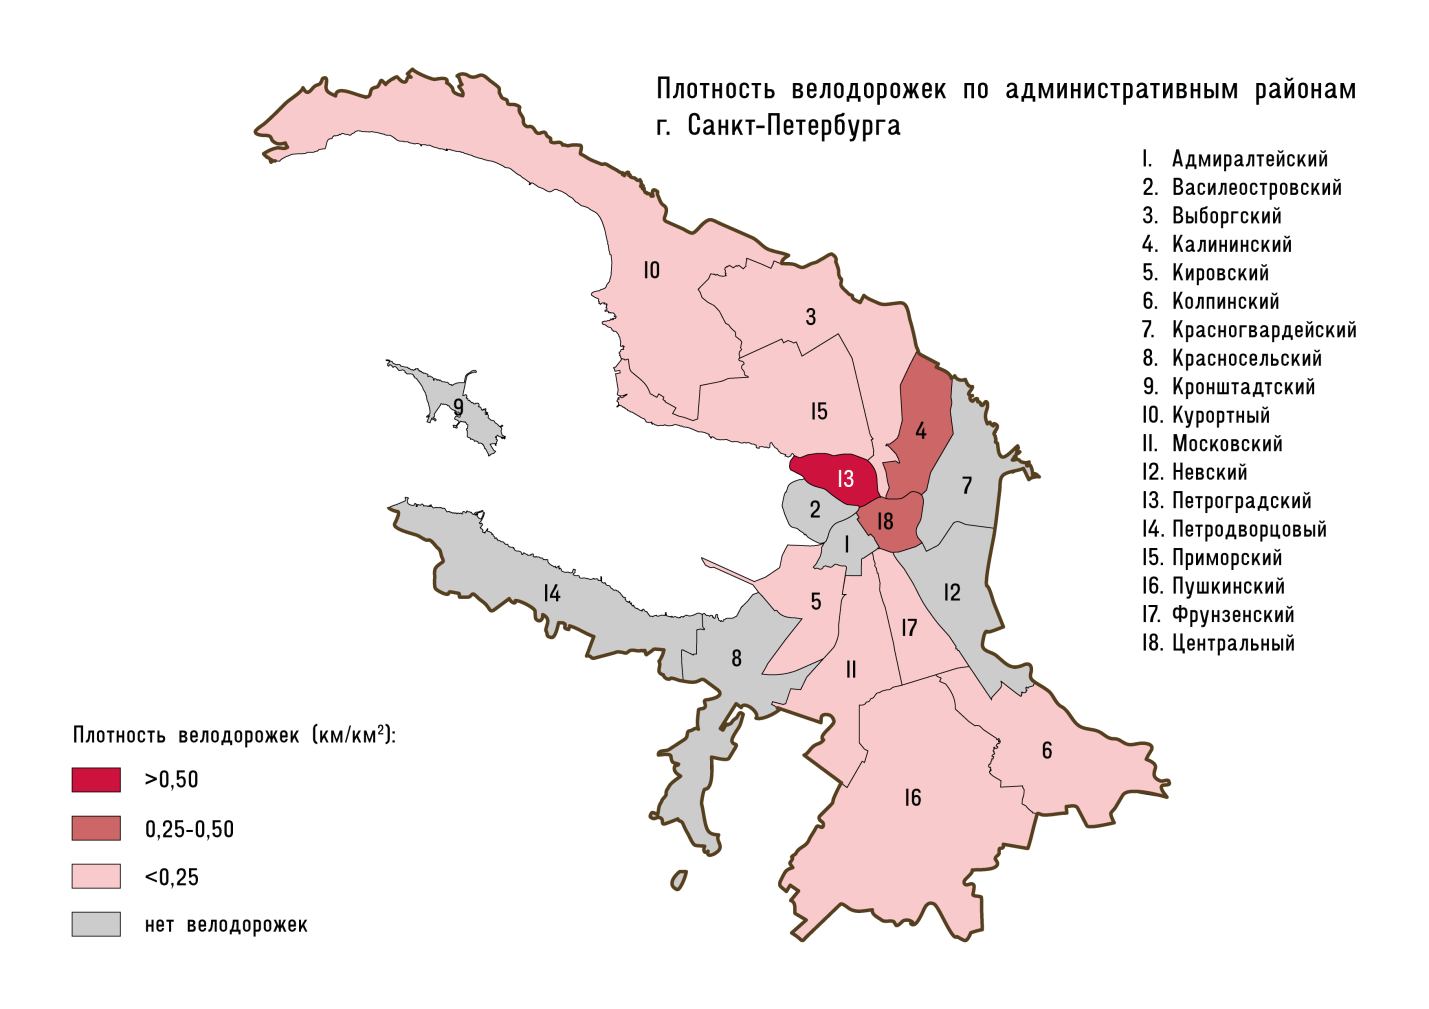 Плотность велодорожек по административным районам
г. Санкт-Петербурга
1. Адмиралтейский
2. Василеостровский
3. Выборгский
4. Калининский
5. Кировский
6. Колпинский
7. Красногвардейский
8. Красносельский
9. Кронштадтский
10. Курортный
11. Московский
12. Невский
13. Петроградский
14. Петродворцовый
15. Приморский
16. Пушкинский
17. Фрунзенский
18. Центральный
10
3
9
15
4
13
7
2
18
1
14
5
12
17
8
11
6
16
Плотность велодорожек (км/км²):
>0,50
0,25-0,50
<0,25
нет велодорожек